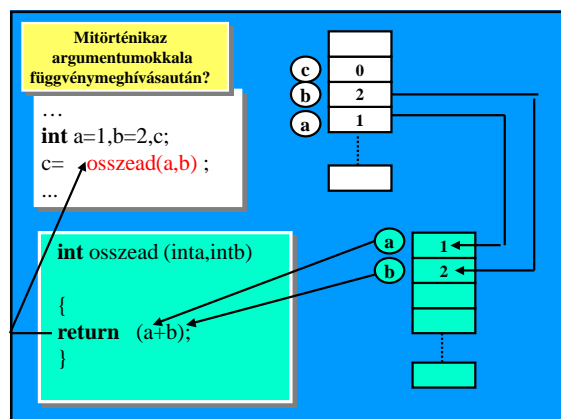 Mitörténikaz
argumentumokkala
függvénymeghívásaután?
…
int a=1,b=2,c;
c= osszead(a,b) ;
...
c 0
b 2
a 1
int osszead (inta,intb)
{
return (a+b);
}
a 1
b 2